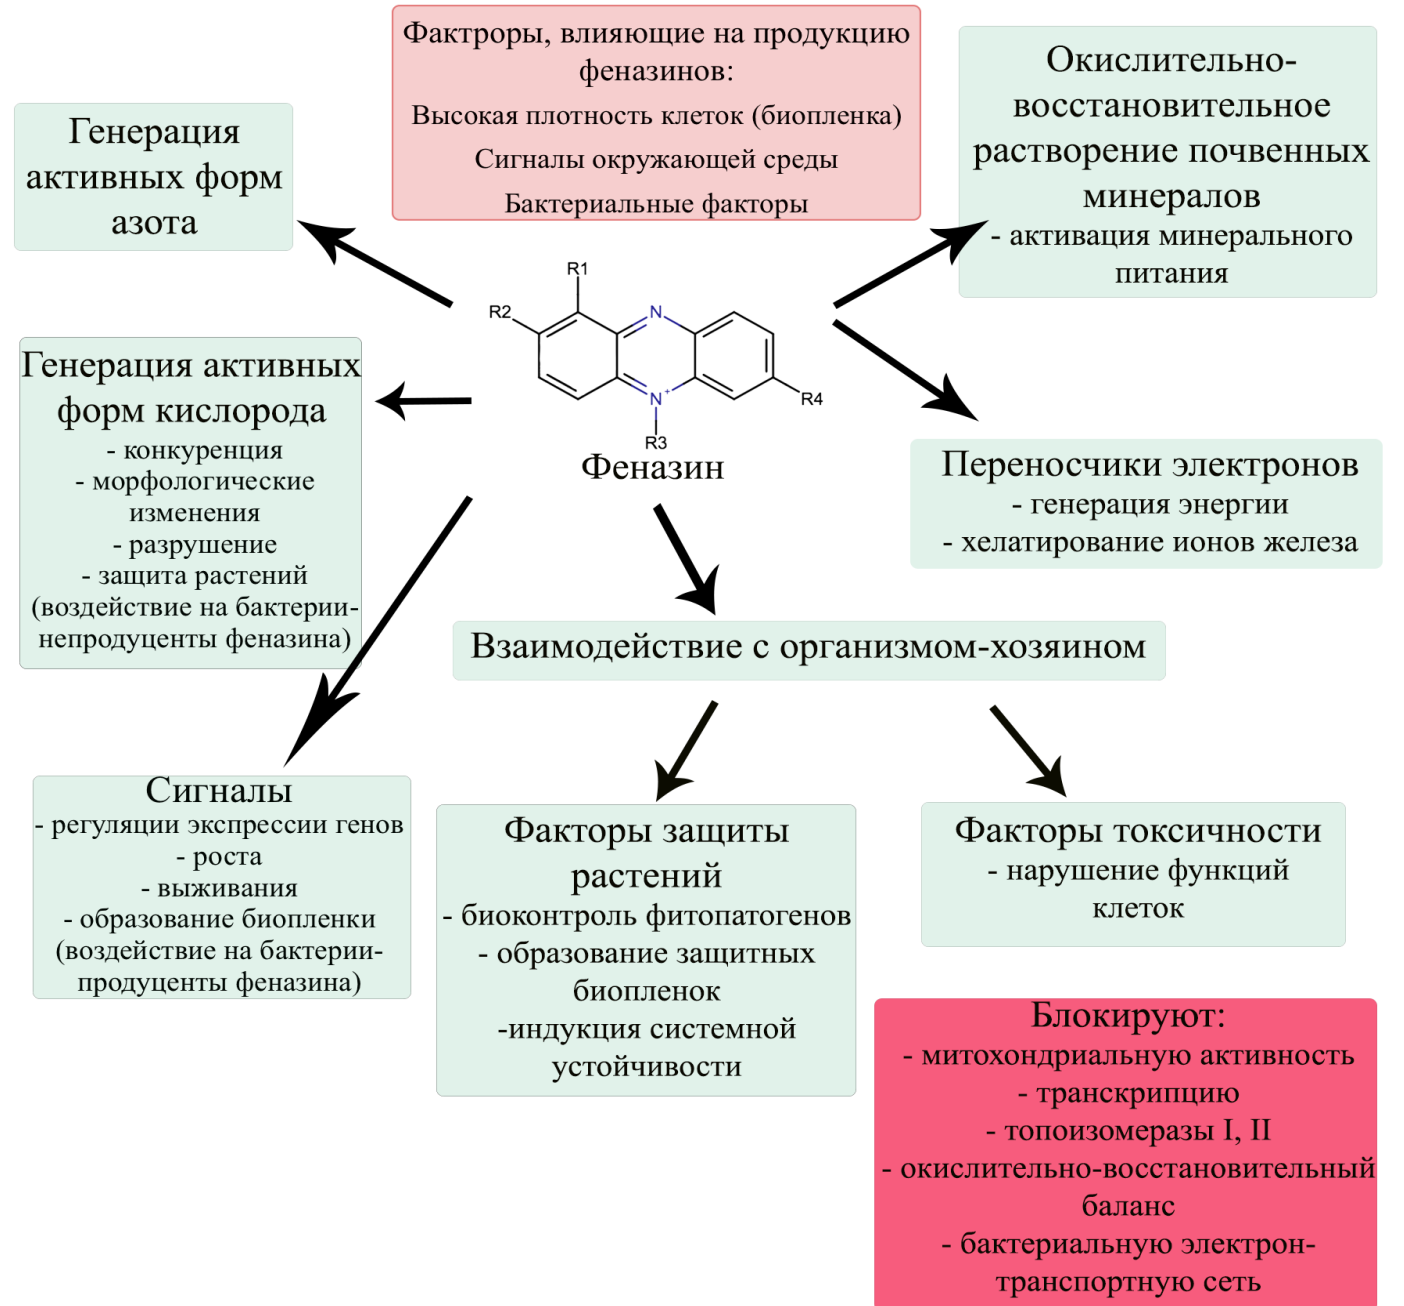 Фактроры, влияющие на продукцию
феназинов:
Высокая плотность клеток (биопленка)
Сигналы окружающей среды
Бактериальные факторы
Окислительно-
восстановительное
растворение почвенных
минералов
- активация минерального
питания
Генерация
активных форм
азота
R1
R2
N
N+
R3
R4
Феназин
Генерация активных
форм кислорода
- конкуренция
- морфологические
изменения
- разрушение
- защита растений
(воздействие на бактерии-
непродуценты феназина)
Переносчики электронов
- генерация энергии
- хелатирование ионов железа
Взаимодействие с организмом-хозяином
Сигналы
- регуляции экспрессии генов
- роста
- выживания
- образование биопленки
(воздействие на бактерии-
продуценты феназина)
Факторы защиты
растений
- биоконтроль фитопатогенов
- образование защитных
биопленок
-индукция системной
устойчивости
Факторы токсичности
- нарушение функций
клеток
Блокируют:
- митохондриальную активность
- транскрипцию
- топоизомеразы I, II
- окислительно-восстановительный
баланс
- бактериальную электрон-
транспортную сеть